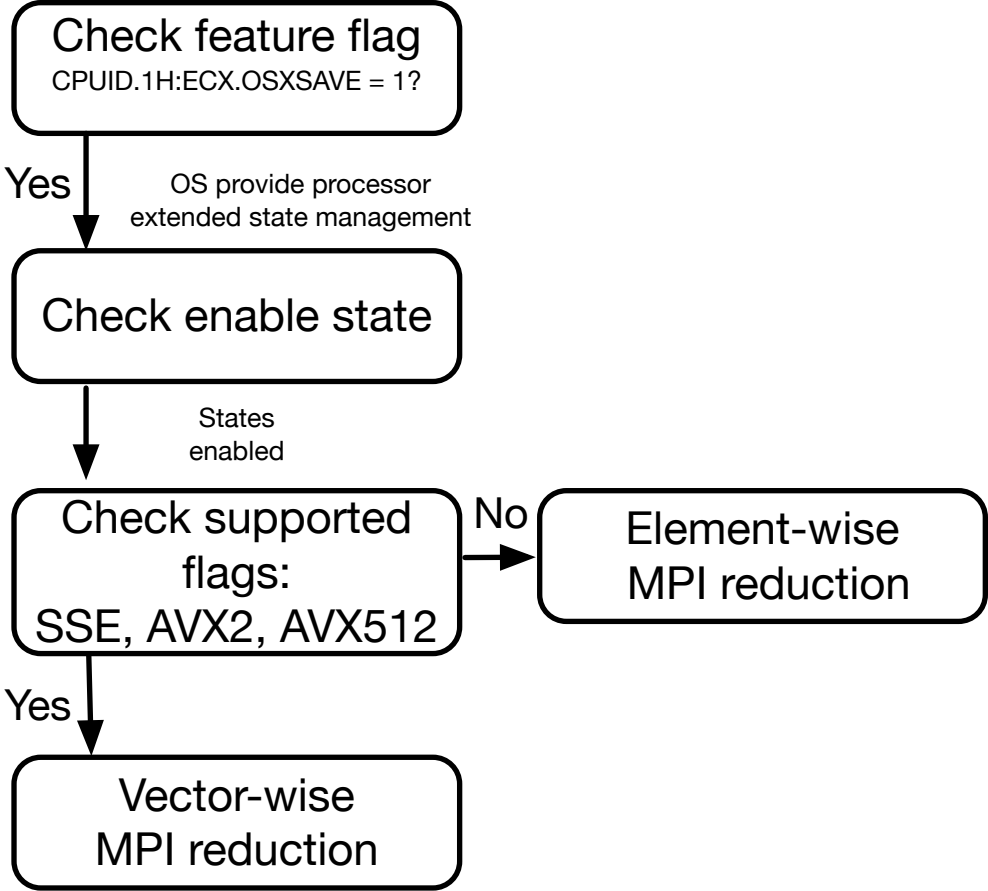 Check feature flag
CPUID.1H:ECX.OSXSAVE = 1?
Yes
OS provide processor
extended state management
Check enable state
States
enabled
Check supported
flags:
SSE, AVX2, AVX512
No
Element-wise
MPI reduction
Yes
Vector-wise
MPI reduction